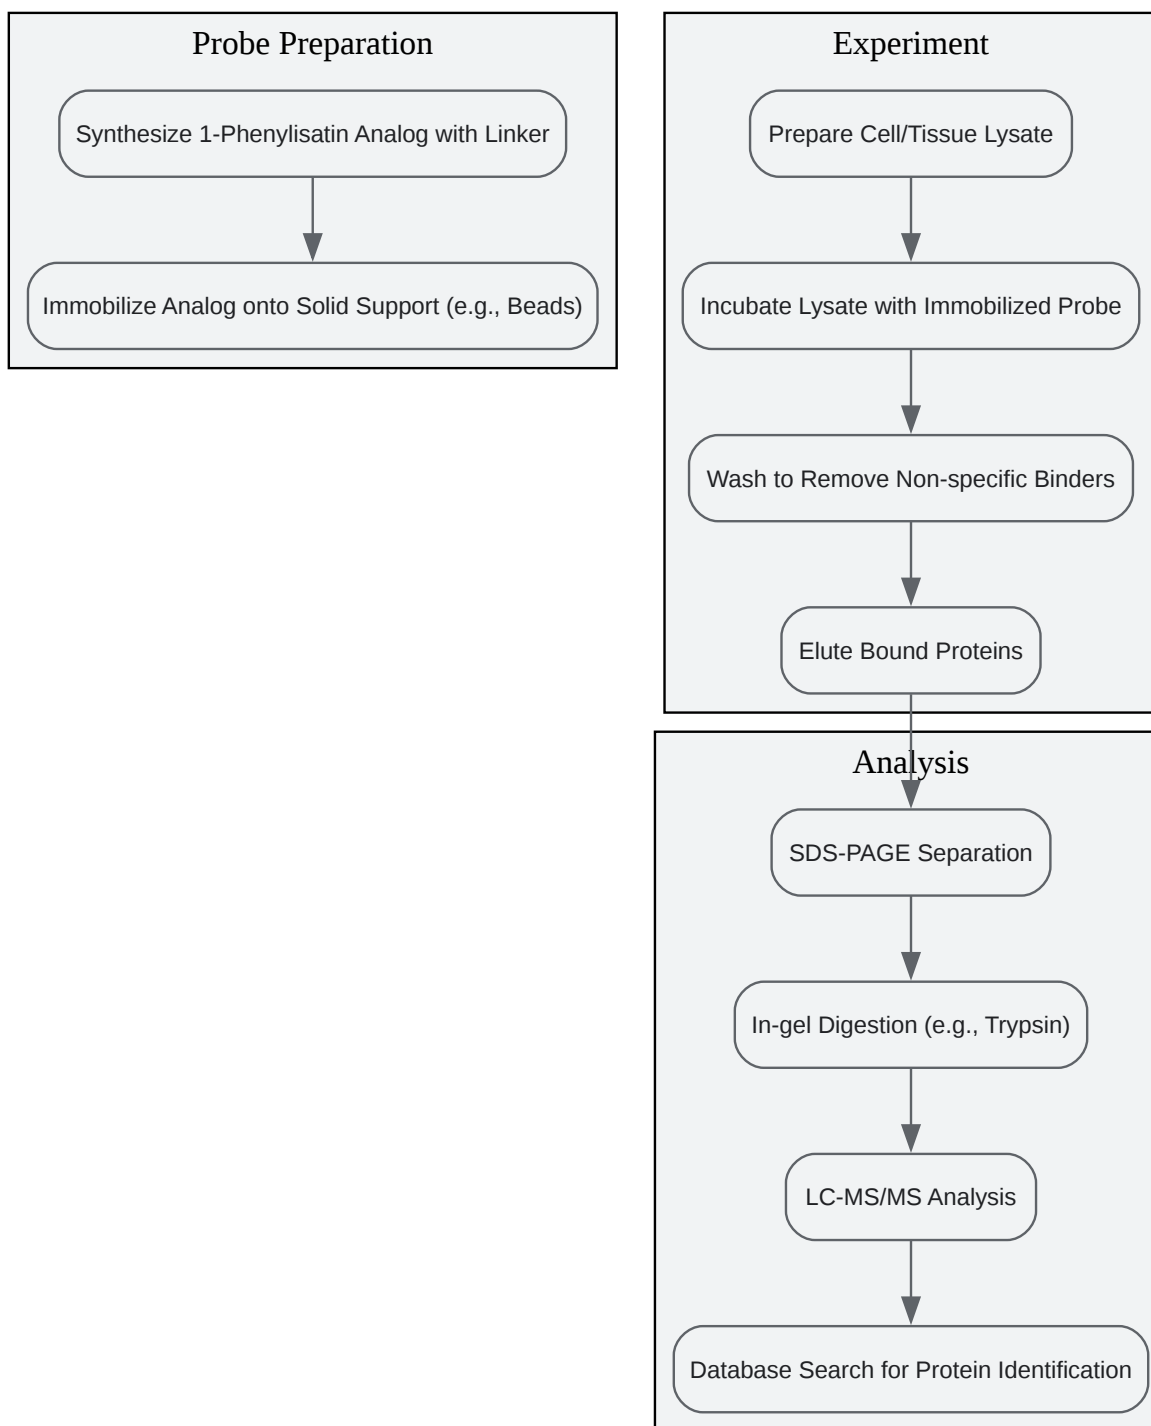 Probe Preparation
Synthesize 1-Phenylisatin Analog with Linker
Immobilize Analog onto Solid Support (e.g., Beads)
Experiment
Prepare Cell/Tissue Lysate
Incubate Lysate with Immobilized Probe
Wash to Remove Non-specific Binders
Elute Bound Proteins
Analysis
SDS-PAGE Separation
In-gel Digestion (e.g., Trypsin)
LC-MS/MS Analysis
Database Search for Protein Identification